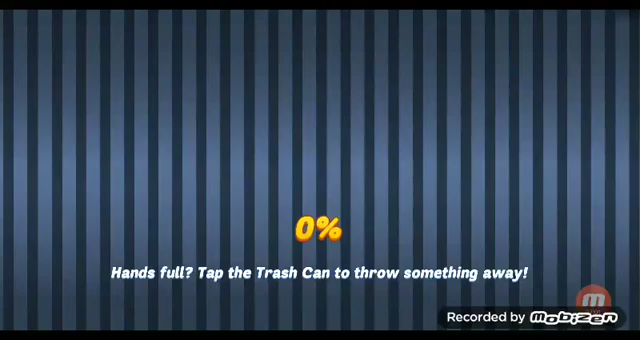 0%
Hands full? Tap the Trash Can to throw something away!
Recorded by mobizen